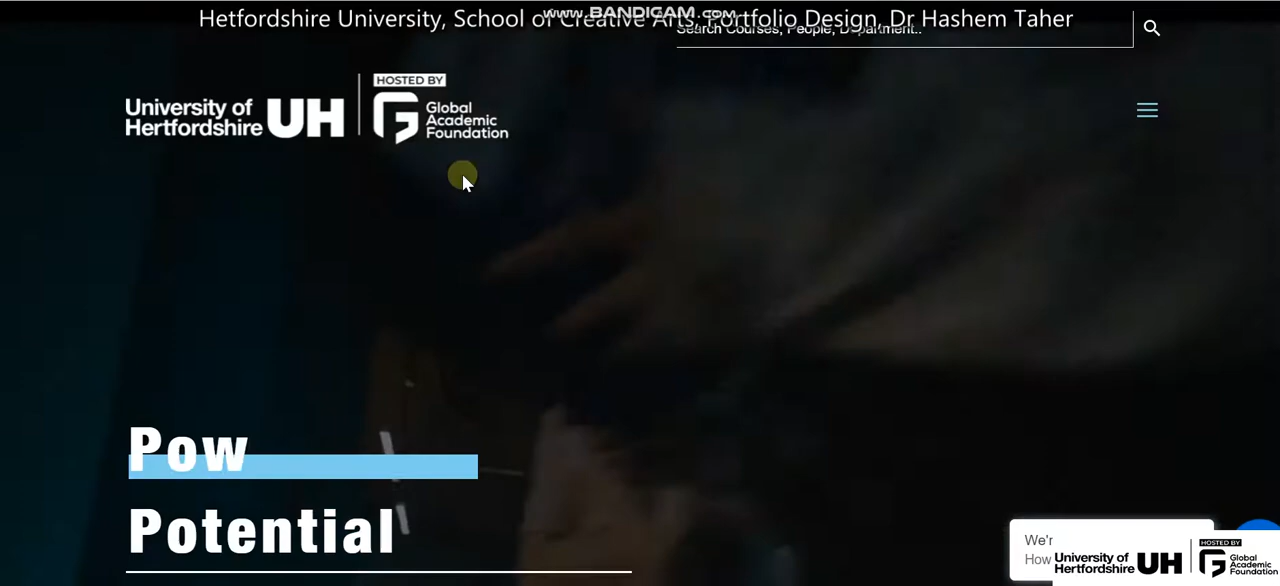 Hetfordshire University, School of Creative Arts, Portfolio Design, Dr Hashem Taher
www.BANDICAM.com
Search Courses, People, Department..
HOSTED BY
University of
Hertfordshire UH
Global
Academic
Foundation
Pow
Potential
We'r
How
University of
Hertfordshire UH
HOSTED BY
Global
Academic
Foundation